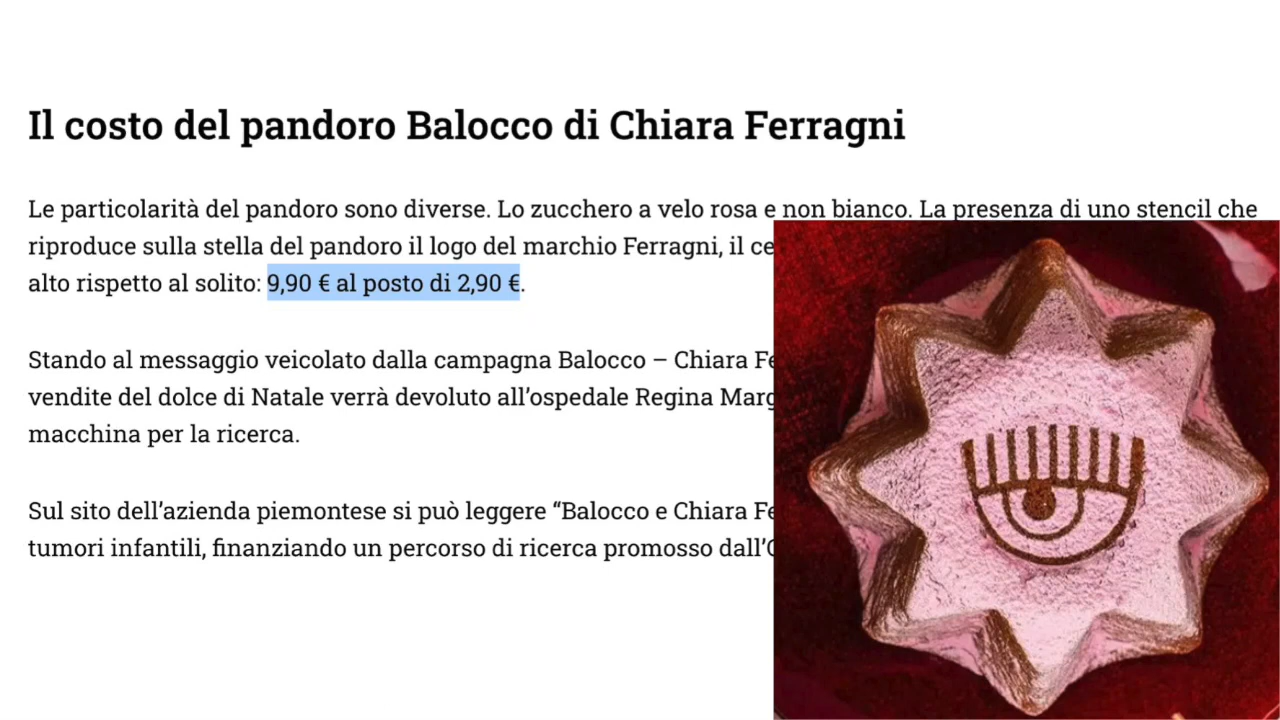 Il costo del pandoro Balocco di Chiara Ferragni
Le particolarità del pandoro sono diverse. Lo zucchero a velo rosa e non bianco. La presenza di uno stencil che
riproduce sulla stella del pandoro il logo del marchio Ferragni, il
alto rispetto al solito: 9,90 € al posto di 2,90 €.
Stando al messaggio veicolato dalla campagna Balocco – Chiara
vendite del dolce di Natale verrà devoluto all’ospedale Regina
macchina per la ricerca.
Sul sito dell’azienda piemontese si può leggere “Balocco e Chiara
tumori infantili, finanziando un percorso di ricerca promosso